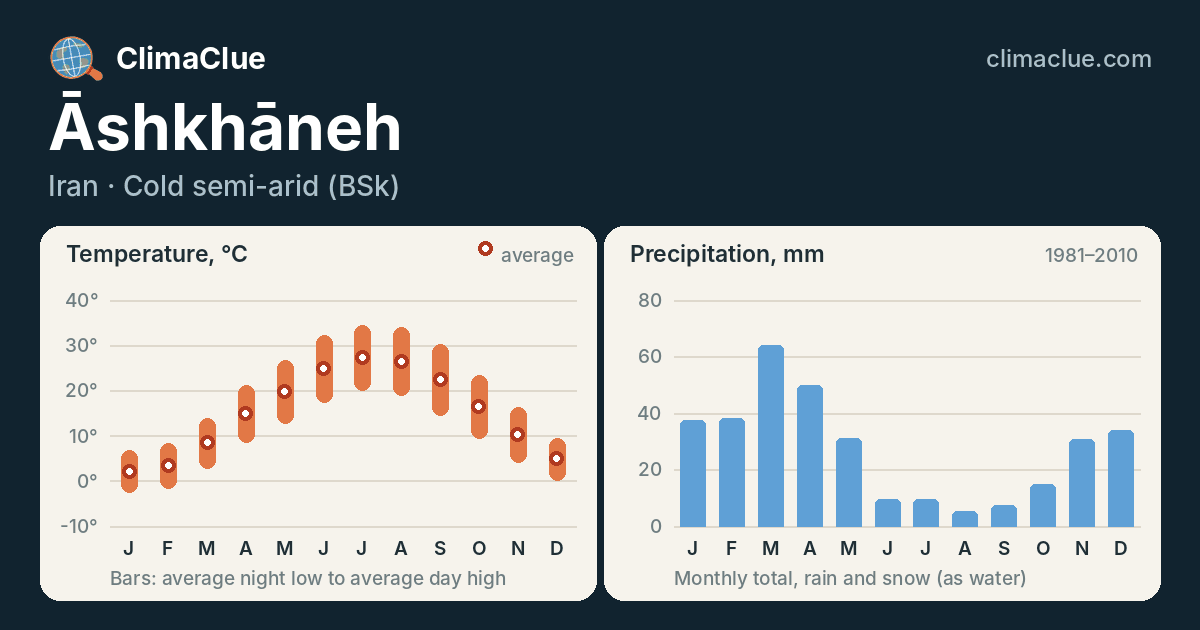 ClimaClue
climaclue.com
Āshkhāneh
Iran · Cold semi-arid (BSk)
Temperature, °C
average
40°
30°
20°
10°
0°
-10°
J F M A M J J A S O N D
Bars: average night low to average day high
Precipitation, mm
1981–2010
80
60
40
20
0
J F M A M J J A S O N D
Monthly total, rain and snow (as water)